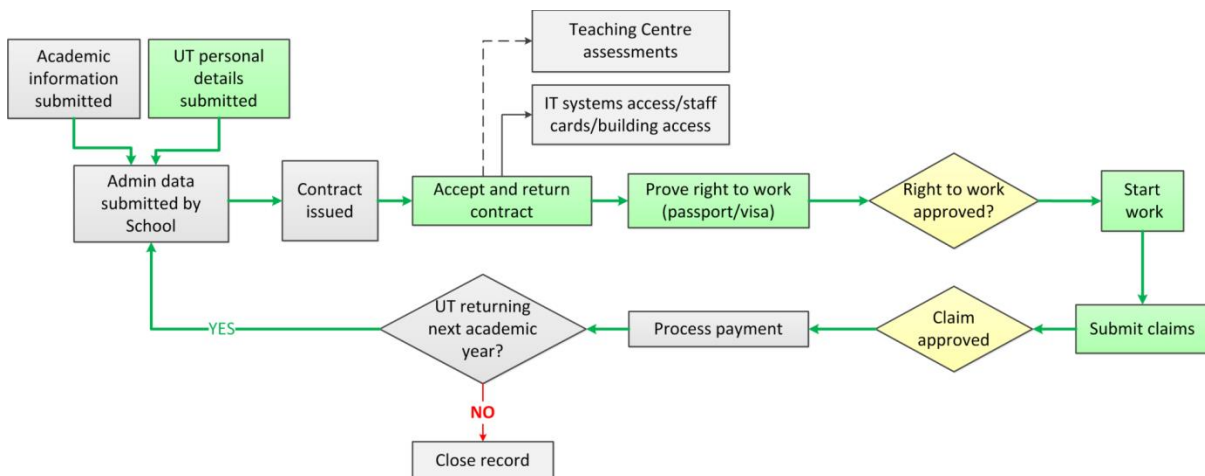 Teaching Centre
assessments
Academic
information
submitted
UT personal
details
submitted
IT systems access/staff
cards/building access
Admin data
submitted by
School
Contract
issued
Accept and return
contract
Prove right to work
(passport/visa)
Right to work
approved?
Start
work
UT returning
next academic
year?
YES
Process payment
Claim
approved
Submit claims
NO
Close record